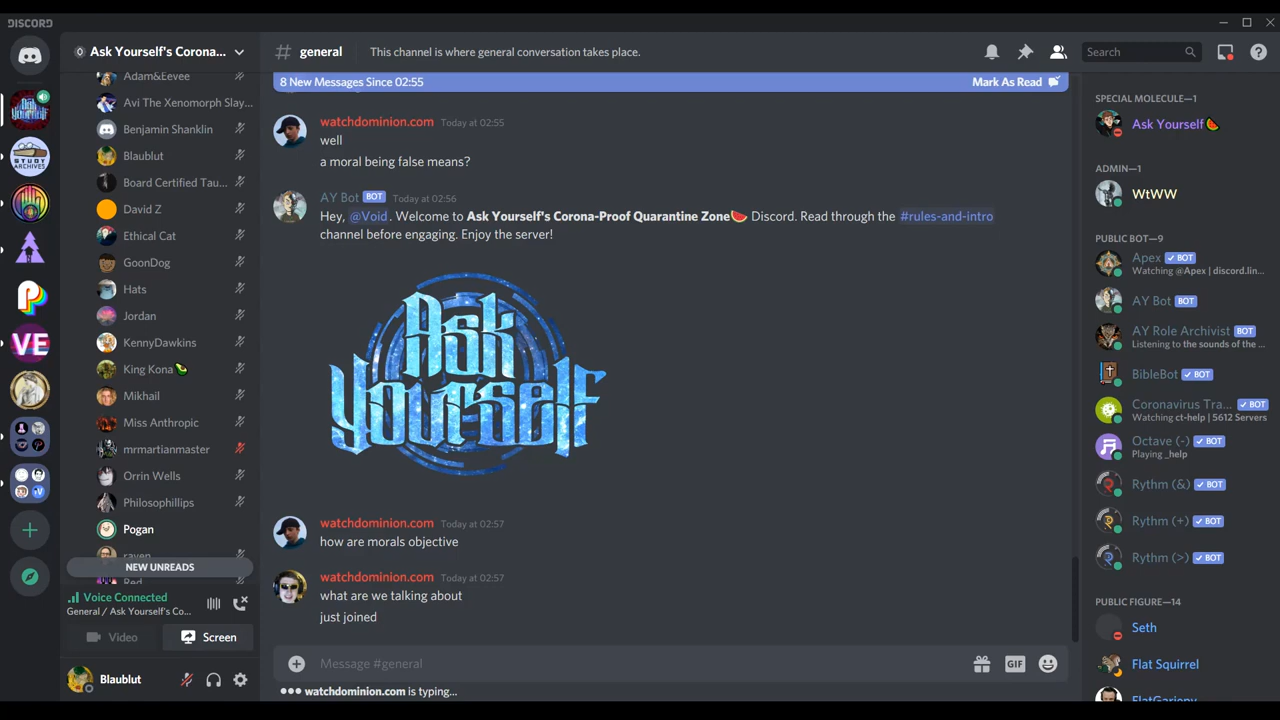 DISCORD
Ask Yourself's Corona...
Adam&Eevee
Avi The Xenomorph Slay...
Benjamin Shanklin
Blaublut
Board Certified Tau...
David Z
Ethical Cat
GoonDog
Hats
Jordan
KennyDawkins
King Kona
Mikhail
Miss Anthropic
mrmartianmaster
Orrin Wells
Philosophillips
Pogan
raven
Red
NEW UNREADS
Voice Connected
General / Ask Yourself's Co...
Video
Screen
Blaublut
STUDY
ARCHIVES
VE
# general
This channel is where general conversation takes place.
Search
8 New Messages Since 02:55
Mark As Read
watchdominion.com Today at 02:55
well
a moral being false means?
AY Bot BOT Today at 02:56
Hey, @Void. Welcome to Ask Yourself's Corona-Proof Quarantine Zone Discord. Read through the #rules-and-intro
channel before engaging. Enjoy the server!
Ask
Yourself
watchdominion.com Today at 02:57
how are morals objective
watchdominion.com Today at 02:57
what are we talking about
just joined
Message #general
GIF
watchdominion.com is typing...
SPECIAL MOLECULE—1
Ask Yourself
ADMIN—1
WtWW
PUBLIC BOT—9
Apex BOT
Watching @Apex | discord.lin...
AY Bot BOT
AY Role Archivist BOT
Listening to the sounds of the ...
BibleBot BOT
Coronavirus Tra... BOT
Watching ct-help | 5612 Servers
Octave (-) BOT
Playing _help
Rythm (&) BOT
Rythm (+) BOT
Rythm (>) BOT
PUBLIC FIGURE—14
Seth
Flat Squirrel
FlatGarieny